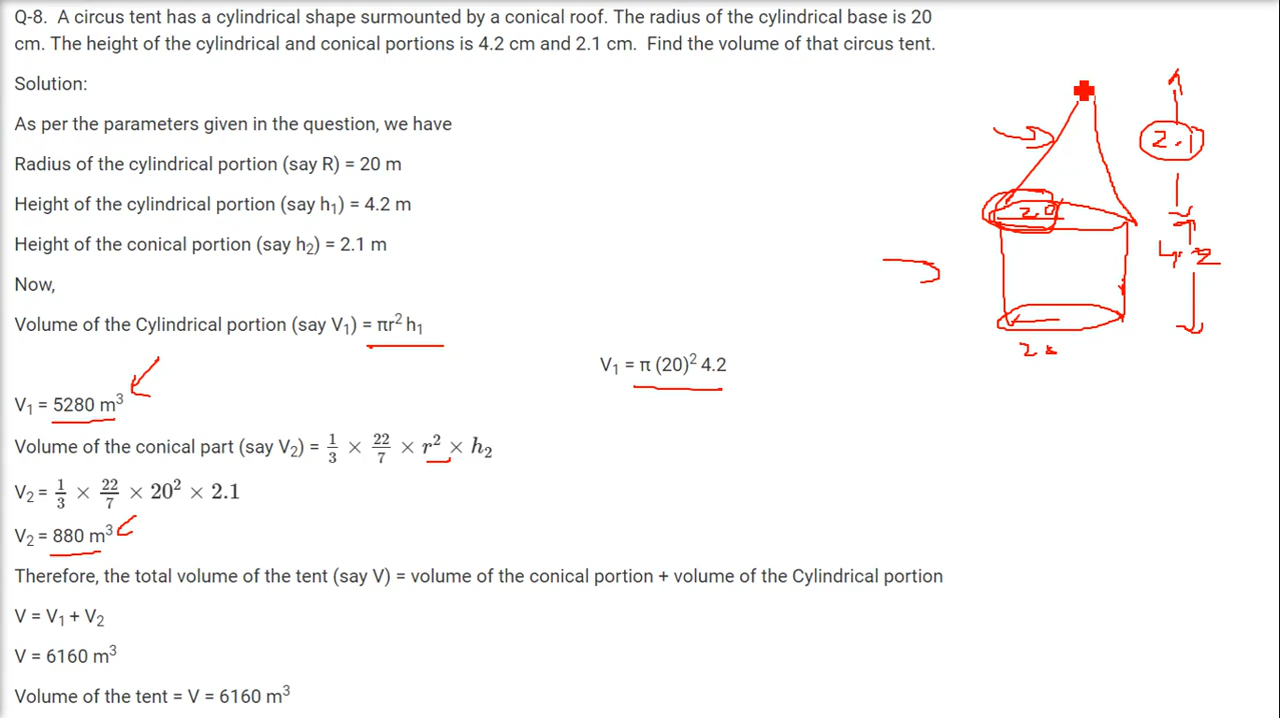 Q-8. A circus tent has a cylindrical shape surmounted by a conical roof. The radius of the cylindrical base is 20
cm. The height of the cylindrical and conical portions is 4.2 cm and 2.1 cm. Find the volume of that circus tent.
Solution:
As per the parameters given in the question, we have
Radius of the cylindrical portion (say R) = 20 m
Height of the cylindrical portion (say h₁) = 4.2 m
Height of the conical portion (say h₂) = 2.1 m
Now,
Volume of the Cylindrical portion (say V₁) = πr² h₁
V₁ = π (20)² 4.2
V₁ = 5280 m³
Volume of the conical part (say V₂) = 1/3 × 22/7 × r² × h₂
V₂ = 1/3 × 22/7 × 20² × 2.1
V₂ = 880 m³
Therefore, the total volume of the tent (say V) = volume of the conical portion + volume of the Cylindrical portion
V = V₁ + V₂
V = 6160 m³
Volume of the tent = V = 6160 m³
2.1
20
4.2